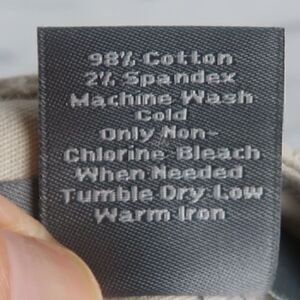 98% Cotton
2% Spandex
Machine Wash
Cold
Only Non-
Chlorine Bleach
When Needed
Tumble Dry Low
Warm Iron